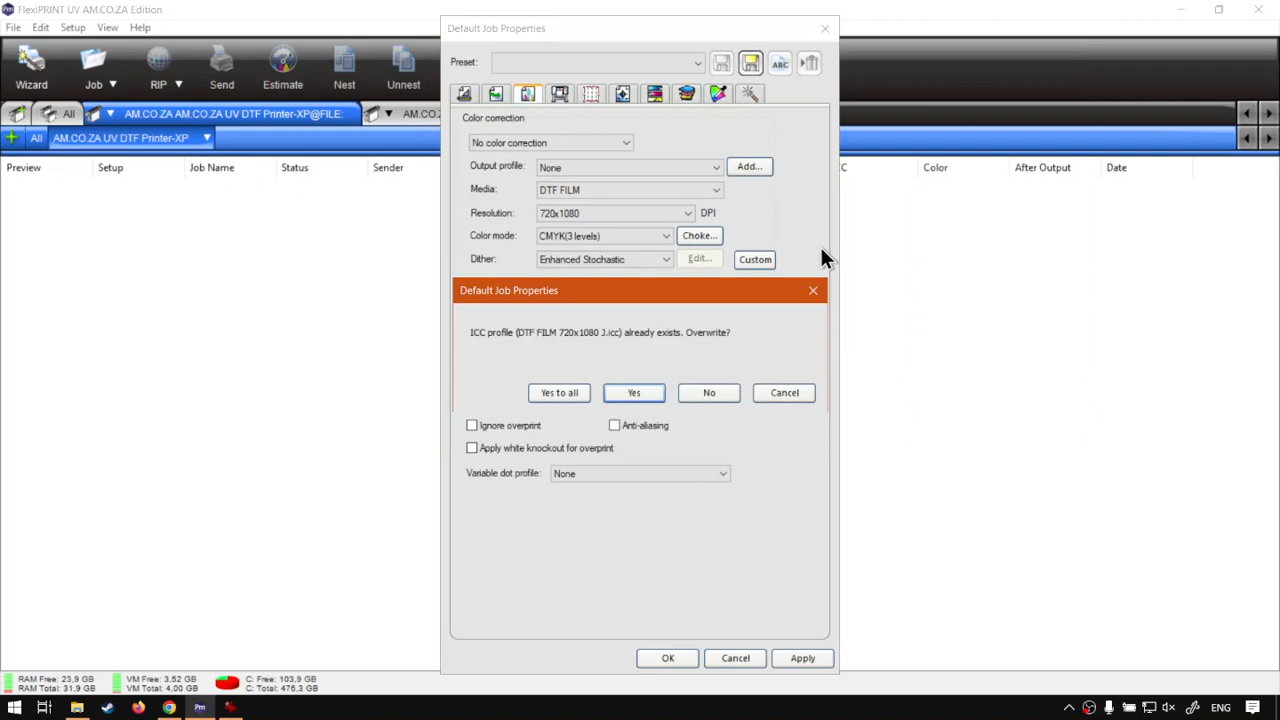 Pm FlexiPRINT UV AM.CO.ZA Edition
File Edit Setup View Help
Default Job Properties
Preset:
ABC
Wizard Job RIP Send Estimate Nest Unnest
All AM.CO.ZA AM.CO.ZA UV DTF Printer-XP@FILE: AM.CO.
All AM.CO.ZA UV DTF Printer-XP
Preview Setup Job Name Status Sender CC Color After Output Date
Color correction
No color correction
Output profile: None Add...
Media: DTF FILM
Resolution: 720x1080 DPI
Color mode: CMYK(3 levels) Choke...
Dither: Enhanced Stochastic Edit... Custom
Default Job Properties
ICC profile (DTF FILM 720x1080 J.icc) already exists. Overwrite?
Yes to all Yes No Cancel
Ignore overprint Anti-aliasing
Apply white knockout for overprint
Variable dot profile: None
OK Cancel Apply
RAM Free: 23,9 GB VM Free: 3,52 GB C: Free: 103,9 GB
RAM Total: 31,9 GB VM Total: 4,00 GB C: Total: 476,3 GB
Pm ENG